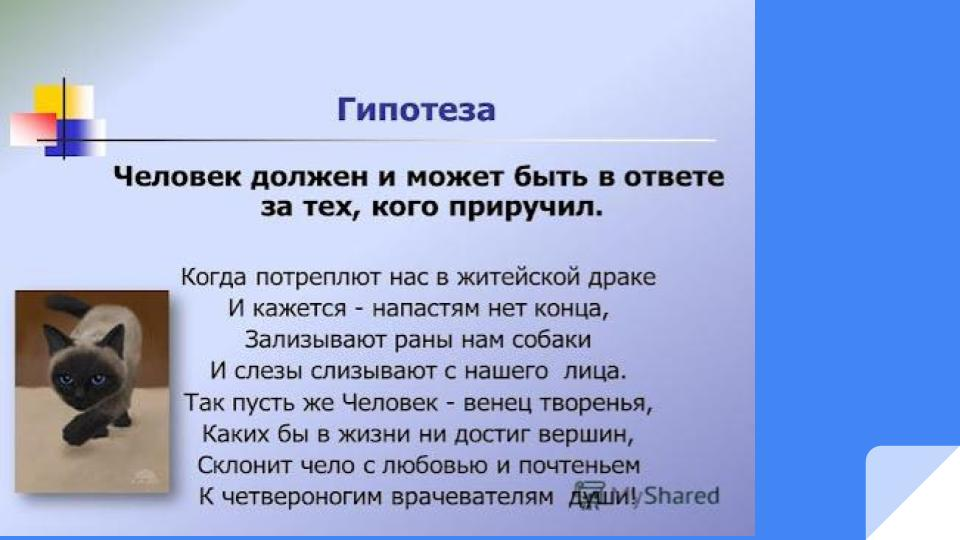 Гипотеза
Человек должен и может быть в ответе
за тех, кого приручил.
Когда потреплют нас в житейской драке
И кажется - напастям нет конца,
Зализывают раны нам собаки
И слезы слизывают с нашего лица.
Так пусть же Человек - венец творенья,
Каких бы в жизни ни достиг вершин,
Склонит чело с любовью и почтеньем
К четвероногим врачевателям души!
MyShared